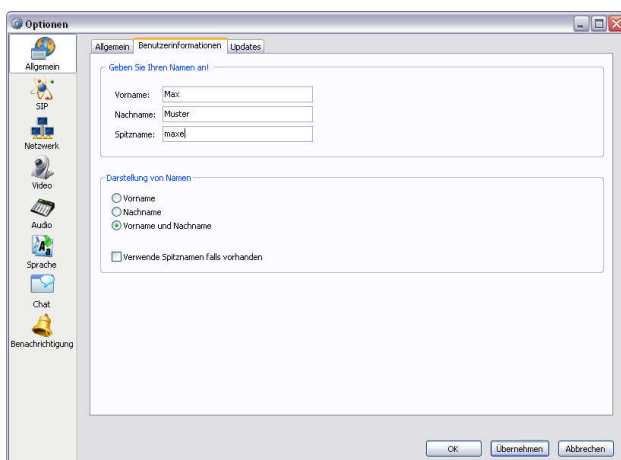 Optionen
Allgemein
SIP
Netzwerk
Video
Audio
Sprache
Chat
Benachrichtigung
Allgemein Benutzerinformationen Updates
Geben Sie Ihren Namen an!
Vorname: Max
Nachname: Muster
Spitzname: maxe
Darstellung von Namen
Vorname
Nachname
Vorname und Nachname
Verwende Spitznamen falls vorhanden
OK Übernehmen Abbrechen